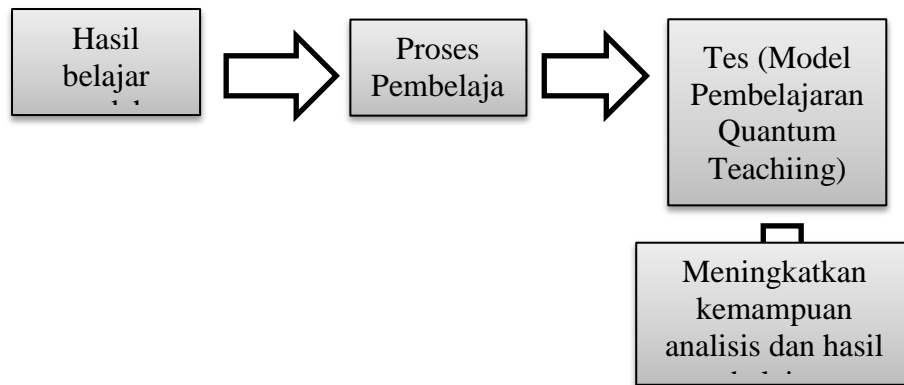 Hasil
belajar
Proses
Pembelaja
Tes (Model
Pembelajaran
Quantum
Teachiing)
Meningkatkan
kemampuan
analisis dan hasil